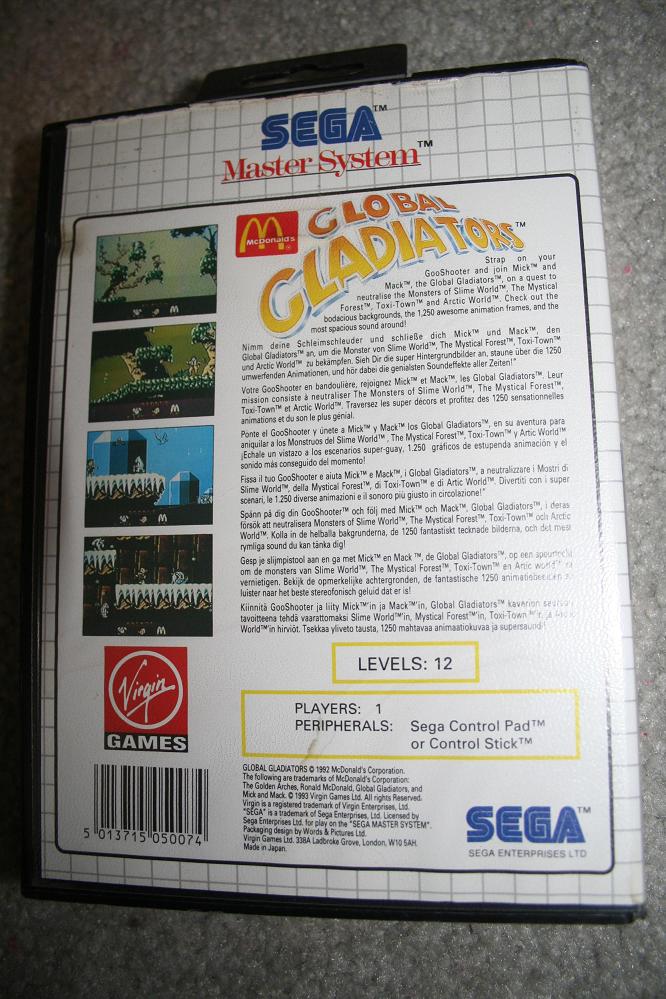 SEGA™
Master System™
McDonald's
GLOBAL
GLADIATORS™
Strap on your
GooShooter and join Mick™ and
Mack™, the Global Gladiators™, on a quest to
neutralise the Monsters of Slime World™, The Mystical
Forest™, Toxi-Town™ and Arctic World™. Check out the
bodacious backgrounds, the 1,250 awesome animation frames, and the
most spacious sound around!
Nimm deine Schleimschleuder und schließe dich Mick™ und Mack™, den
Global Gladiators™ an, um die Monster von Slime World™, The Mystical Forest™, Toxi-Town™
und Arctic World™ zu bekämpfen. Sieh Dir die super Hintergrundbilder an, staune über die 1250
umwerfenden Animationen, und hör dabei die genialsten Soundeffekte aller Zeiten!"
Votre GooShooter en bandoulière, rejoignez Mick™ et Mack™, les Global Gladiators™. Leur
mission consiste à neutraliser The Monsters of Slime World™, The Mystical Forest™,
Toxi-Town™ et Arctic World™. Traversez les super décors et profitez des 1250 sensationnelles
animations et du son le plus génial.
Ponte el GooShooter y únete a Mick™ y Mack™ los Global Gladiators™, en su aventura para
aniquilar a los Monstruos del Slime World™, The Mystical Forest™, Toxi-Town™ y Artic World™
¡Echale un vistazo a los escenarios super-guay, 1.250 gráficos de estupenda animación y el
sonido más conseguido del momento!
Fissa il tuo GooShooter e aiuta Mick™ e Mack™, i Global Gladiators™, a neutralizzare i Mostri di
Slime World™, della Mystical Forest™, di Toxi-Town™ e di Artic World™. Divertiti con i super
scenari, le 1.250 diverse animazioni e il sonoro più giusto in circolazione!"
Spänn på dig din GooShooter™ och följ med Mick™ och Mack™, Global Gladiators™, i deras
försök att neutralisera Monsters of Slime World™, The Mystical Forest™, Toxi-Town™ och Arctic
World™. Kolla in de helballa bakgrunderna, de 1250 fantastiskt tecknade bilderna, och det mest
rymliga sound du kan tänka dig!
Gesp je slijmpistool aan en ga met Mick™ en Mack™, de Global Gladiators™, op een
om de monsters van Slime World™, The Mystical Forest™, Toxi-Town™ en Artic world™ te
vernietigen. Bekijk de opmerkelijke achtergronden, de fantastische 1250 animatiebeelden en
luister naar het beste stereofonisch geluid dat er is!
Kiinnitä GooShooter ja liity Mick™'in ja Mack™'in, Global Gladiators™
tavoitteena tehdä vaarattomaksi Slime World™'in, Mystical Forest™'in, Toxi-Town™'in ja
World™'in hirviöt. Tsekkaa yliveto tausta, 1250 mahtavaa animaatiokuvaa ja supersaundi!
LEVELS: 12
PLAYERS: 1
PERIPHERALS: Sega Control Pad™
or Control Stick™
Virgin
GAMES
GLOBAL GLADIATORS © 1992 McDonald's Corporation.
The following are trademarks of McDonald's Corporation:
The Golden Arches, Ronald McDonald, Global Gladiators, and
Mick and Mack. © 1993 Virgin Games Ltd. All rights Reserved.
Virgin is a registered trademark of Virgin Enterprises, Ltd.
"SEGA" is a trademark of Sega Enterprises, Ltd. Licensed by
Sega Enterprises Ltd. for play on the "SEGA MASTER SYSTEM".
Packaging design by Words & Pictures Ltd.
Virgin Games Ltd. 338A Ladbroke Grove, London, W10 5AH.
Made in Japan.
5 013715 050074
SEGA™
SEGA ENTERPRISES LTD